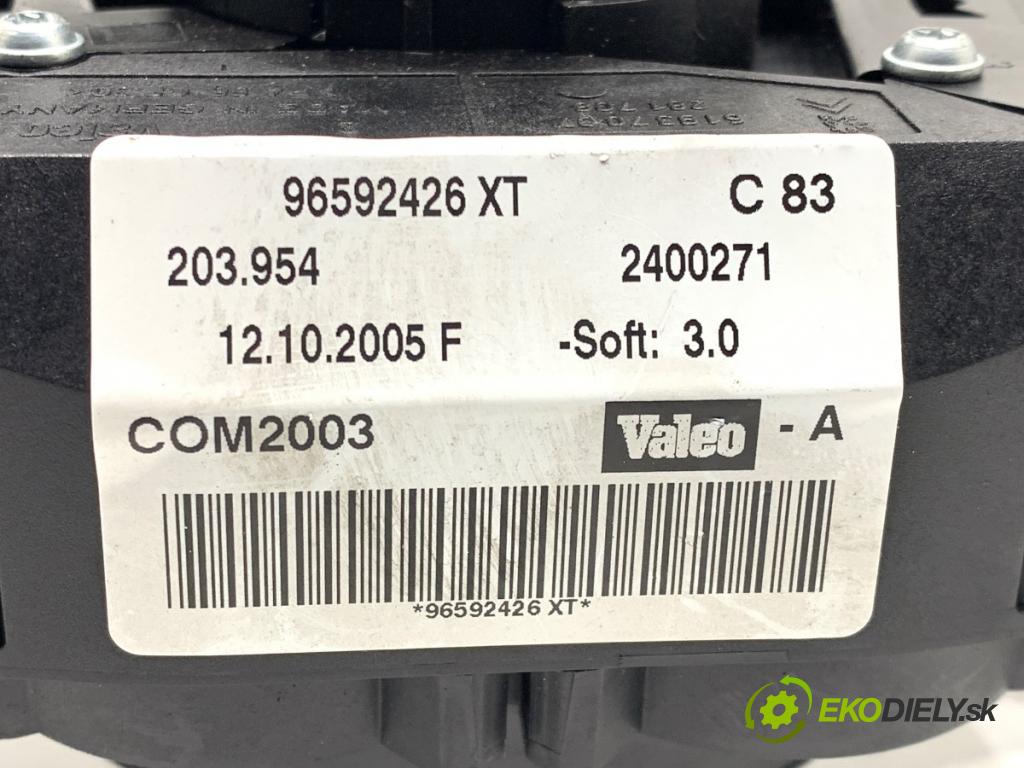 96592426 XT C 83
203.954 2400271
12.10.2005 F -Soft: 3.0
COM2003 Valeo - A
*96592426 XT*
EKODIELY.sk